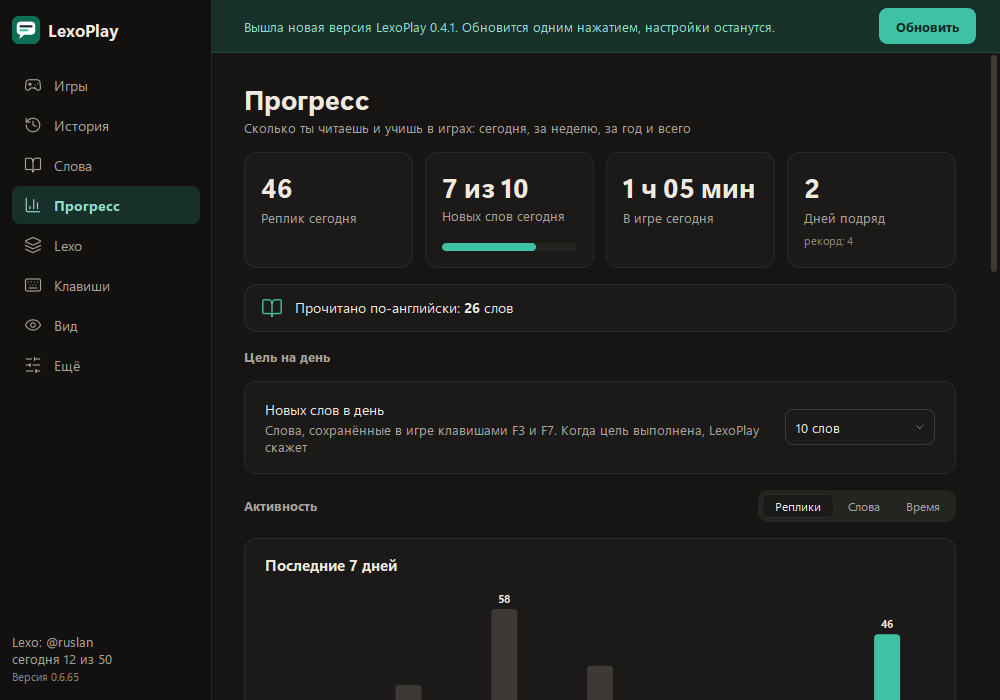 LexoPlay
Вышла новая версия LexoPlay 0.4.1. Обновится одним нажатием, настройки останутся.
Обновить
Игры
История
Слова
Прогресс
Lexo
Клавиши
Вид
Ещё
Прогресс
Сколько ты читаешь и учишь в играх: сегодня, за неделю, за год и всего
46
Реплик сегодня
7 из 10
Новых слов сегодня
1 ч 05 мин
В игре сегодня
2
Дней подряд
рекорд: 4
Прочитано по-английски: 26 слов
Цель на день
Новых слов в день
Слова, сохранённые в игре клавишами F3 и F7. Когда цель выполнена, LexoPlay
скажет
10 слов
Активность
Реплики
Слова
Время
Последние 7 дней
58
46
Lexo: @ruslan
сегодня 12 из 50
Версия 0.6.65